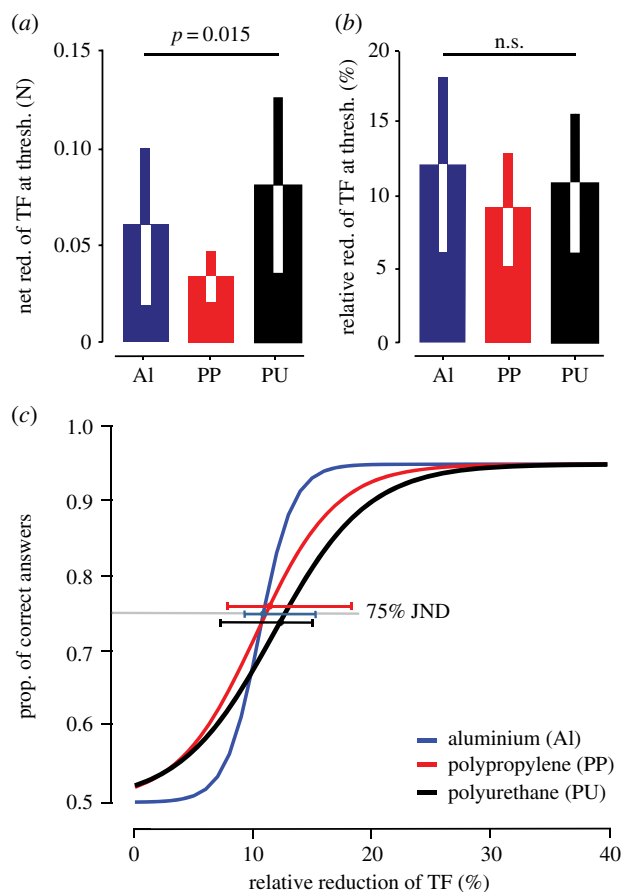 (a)
p = 0.015
net red. of TF at thresh. (N)
0.15
0.10
0.05
0
Al PP PU
(b)
n.s.
relative red. of TF at thresh. (%)
20
15
10
5
0
Al PP PU
(c)
prop. of correct answers
1.0
0.9
0.8
0.7
0.6
0.5
75% JND
aluminium (Al)
polypropylene (PP)
polyurethane (PU)
0 10 20 30 40
relative reduction of TF (%)